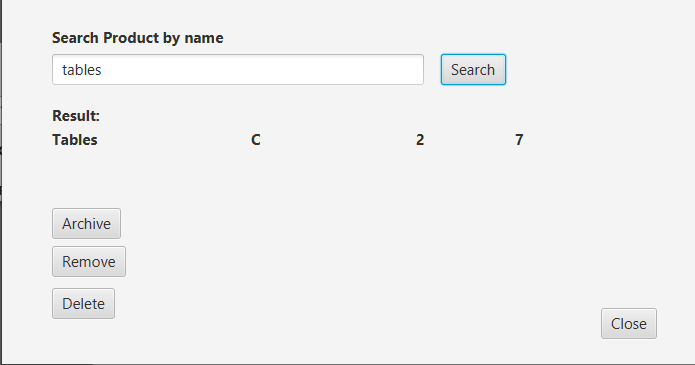 Search Product by name
tables Search
Result:
Tables C 2 7
Archive
Remove
Delete
Close